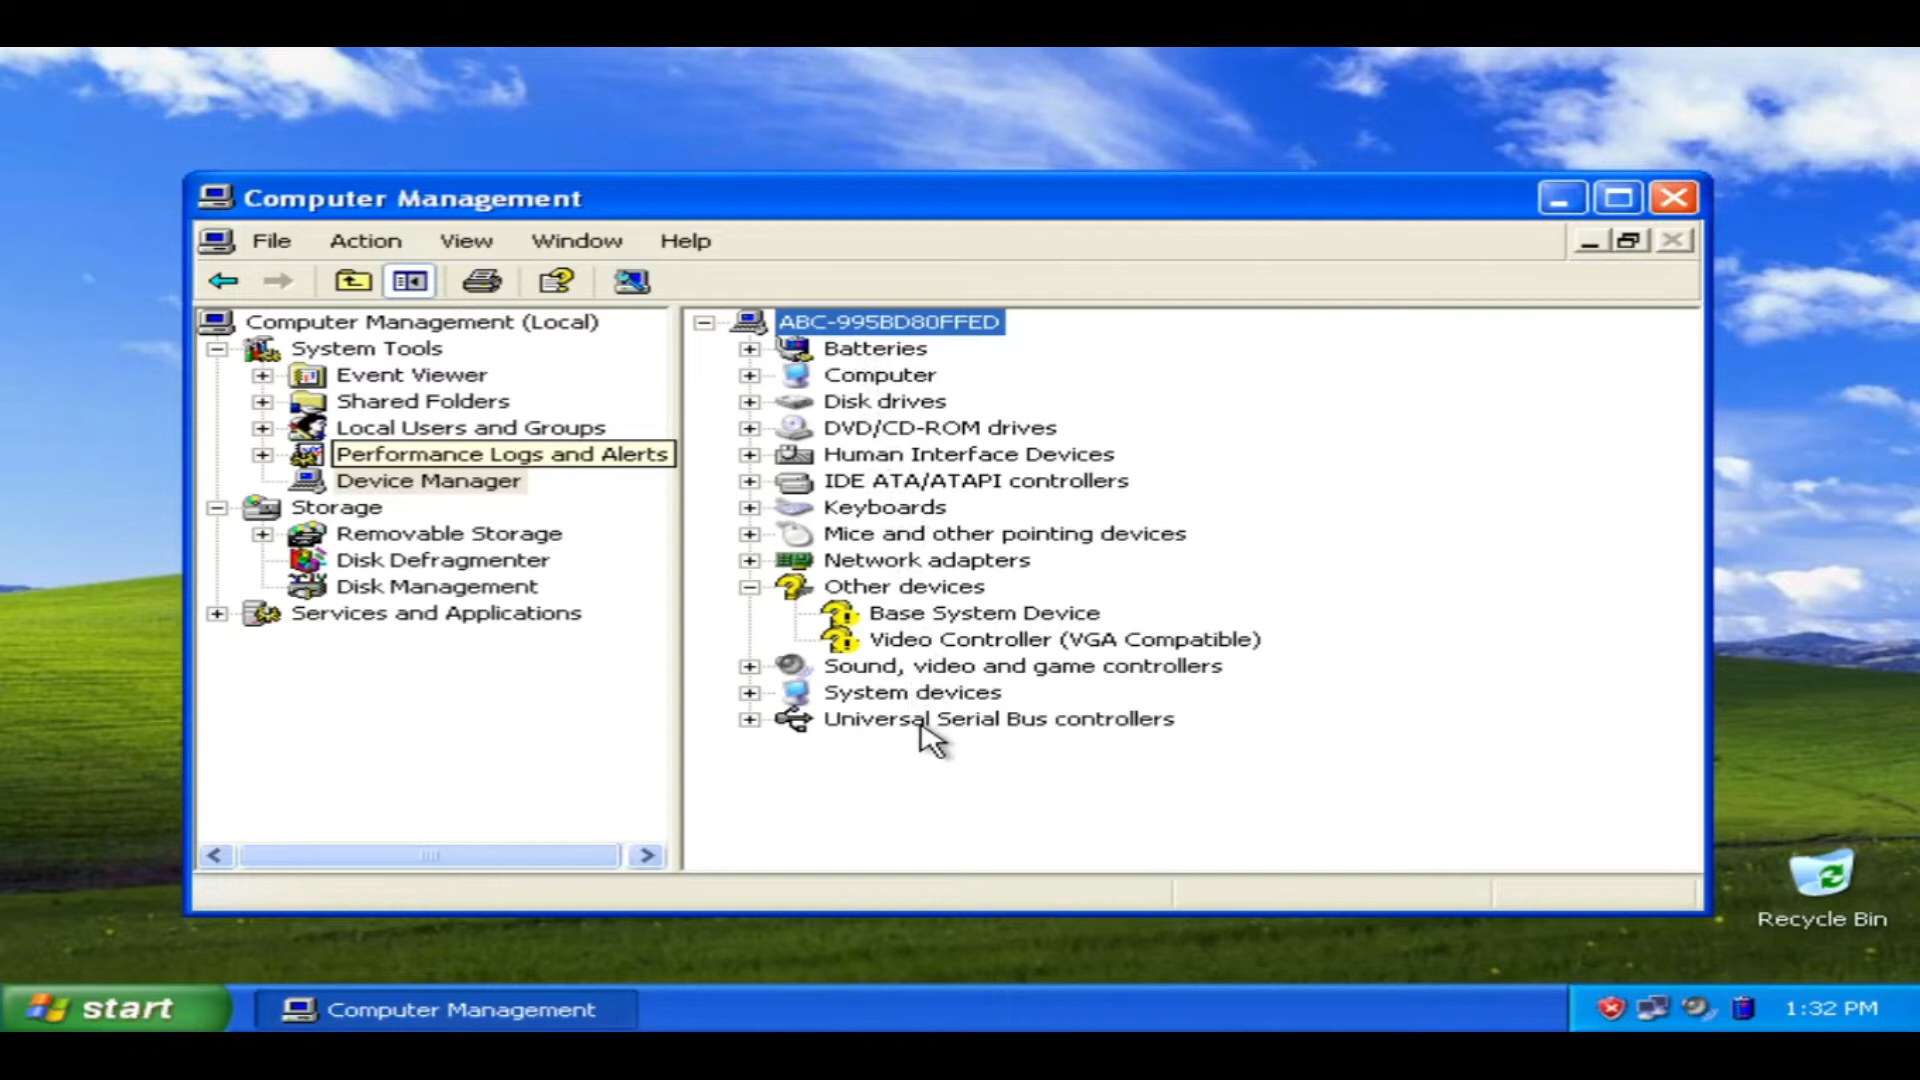 Computer Management
File Action View Window Help
Computer Management (Local)
System Tools
Event Viewer
Shared Folders
Local Users and Groups
Performance Logs and Alerts
Device Manager
Storage
Removable Storage
Disk Defragmenter
Disk Management
Services and Applications
ABC-995BD80FFED
Batteries
Computer
Disk drives
DVD/CD-ROM drives
Human Interface Devices
IDE ATA/ATAPI controllers
Keyboards
Mice and other pointing devices
Network adapters
Other devices
Base System Device
Video Controller (VGA Compatible)
Sound, video and game controllers
System devices
Universal Serial Bus controllers
Recycle Bin
start
Computer Management
1:32 PM